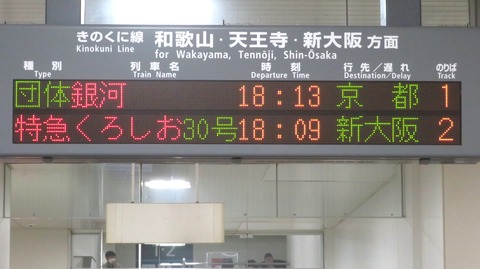 きのくに線 和歌山・天王寺・新大阪 方面
Kinokuni Line for Wakayama, Tennōji, Shin-Ōsaka
種別 列車名 時刻 行先/遅れ のりば
Type Train Name Departure Time Destination/Delay Track
団体 銀河 18:13 京都 1
特急 くろしお 30号 18:09 新大阪 2